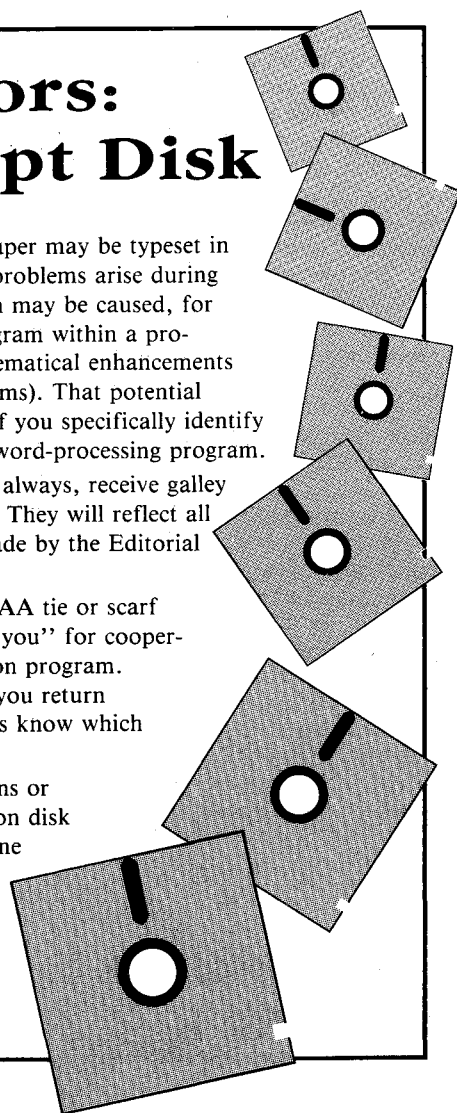 ors:
pt Disk
aper may be typeset in
problems arise during
n may be caused, for
gram within a pro-
ematical enhancements
ms). That potential
f you specifically identify
word-processing program.
always, receive galley
They will reflect all
ade by the Editorial
AA tie or scarf
you” for cooper-
on program.
you return
s know which
ns or
on disk
ne